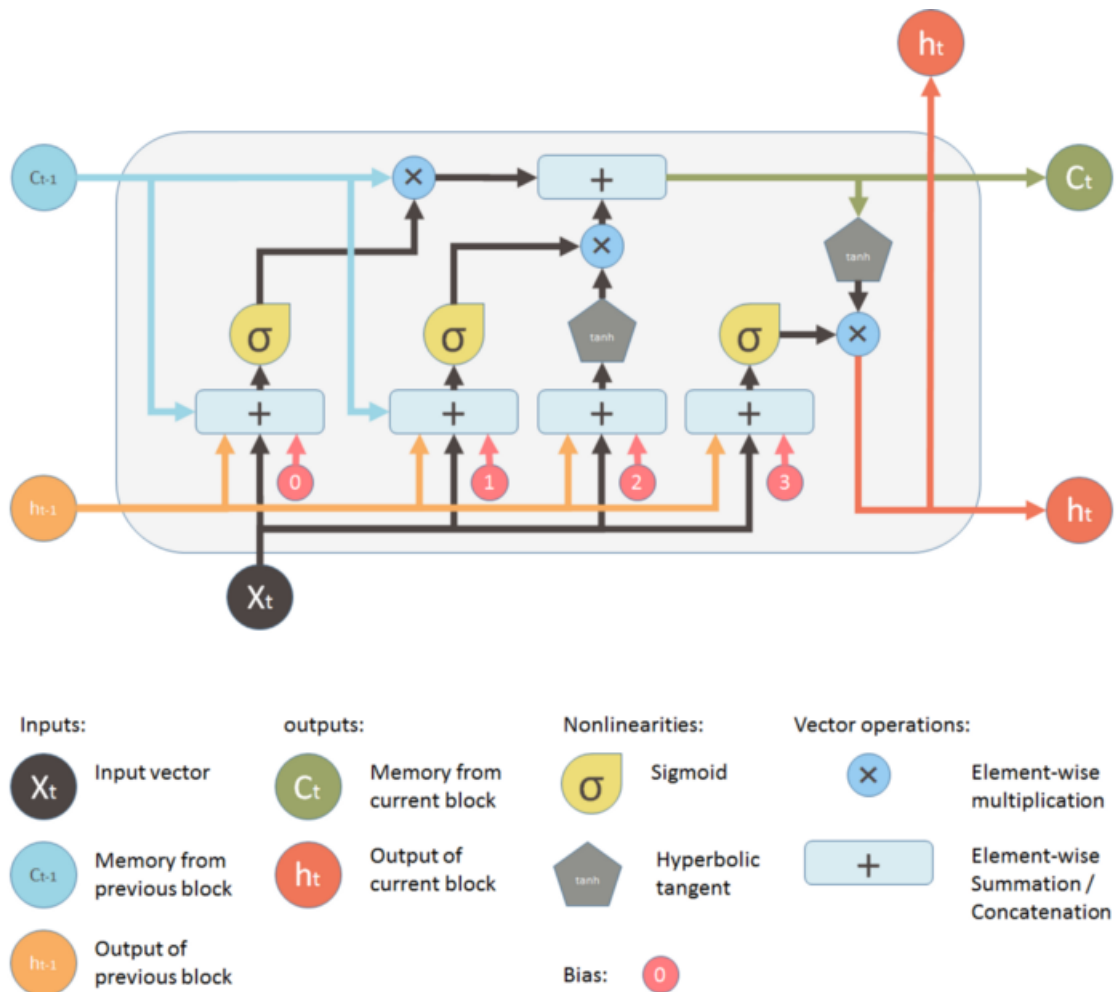 ht
Ct-1
×
+
Ct
×
tanh
σ
σ
tanh
σ
×
+
+
+
+
0
1
2
3
ht-1
ht
Xt
Inputs:
outputs:
Nonlinearities:
Vector operations:
Xt
Input vector
Ct
Memory from
current block
σ
Sigmoid
×
Element-wise
multiplication
Ct-1
Memory from
previous block
ht
Output of
current block
tanh
Hyperbolic
tangent
+
Element-wise
Summation /
Concatenation
ht-1
Output of
previous block
Bias:
0